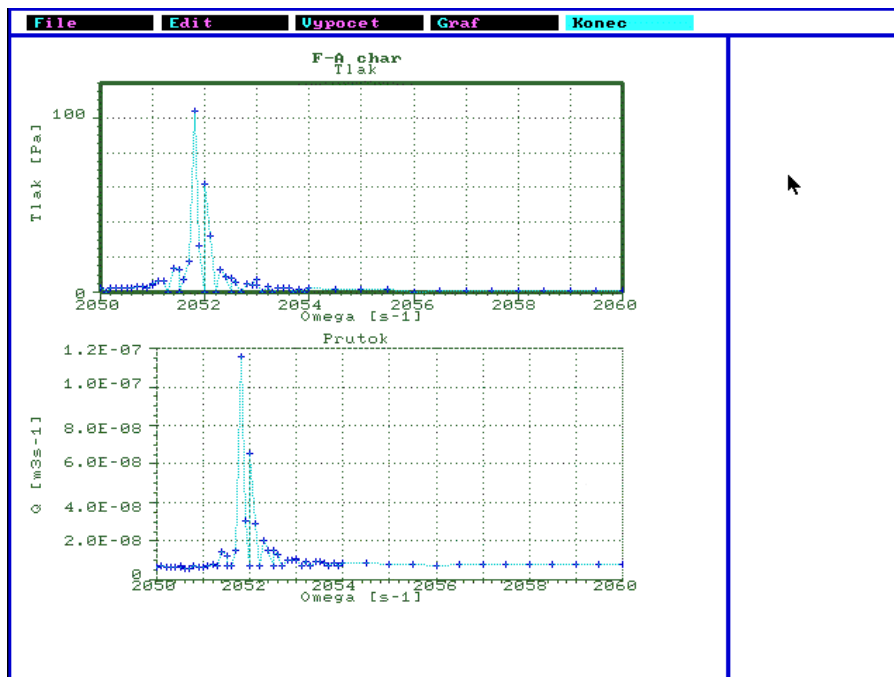 File Edit Vypocet Graf Konec
F-A char
Tlak
100
Tlak [Pa]
0
2050 2052 2054 2056 2058 2060
Omega [s-1]
Prutok
1.2E-07
1.0E-07
8.0E-08
6.0E-08
Q [m3s-1]
4.0E-08
2.0E-08
0
2050 2052 2054 2056 2058 2060
Omega [s-1]